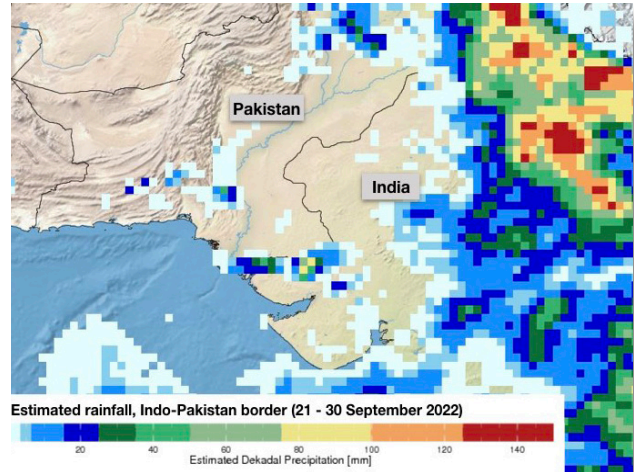 Pakistan
India
Estimated rainfall, Indo-Pakistan border (21 - 30 September 2022)
20 40 60 80 100 120 140
Estimated Dekadal Precipitation [mm]